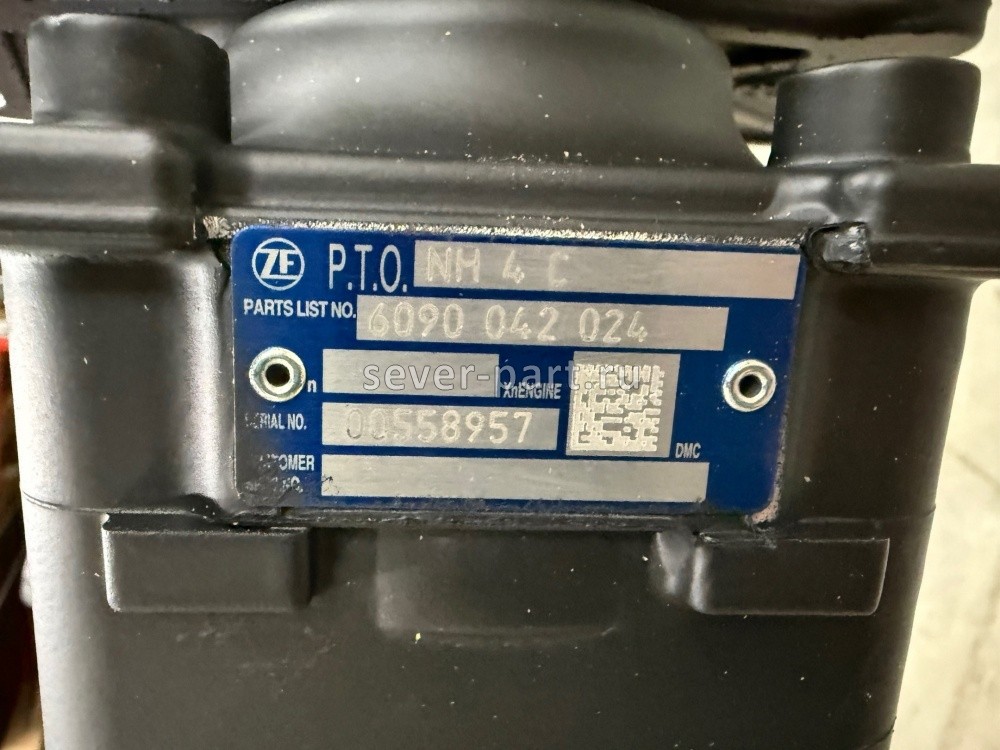 ZF P.T.O. NH 4 C
PARTS LIST NO. 6090 042 024
n XnENGINE
sever-part.ru
SERIAL NO. 00558957
DMC